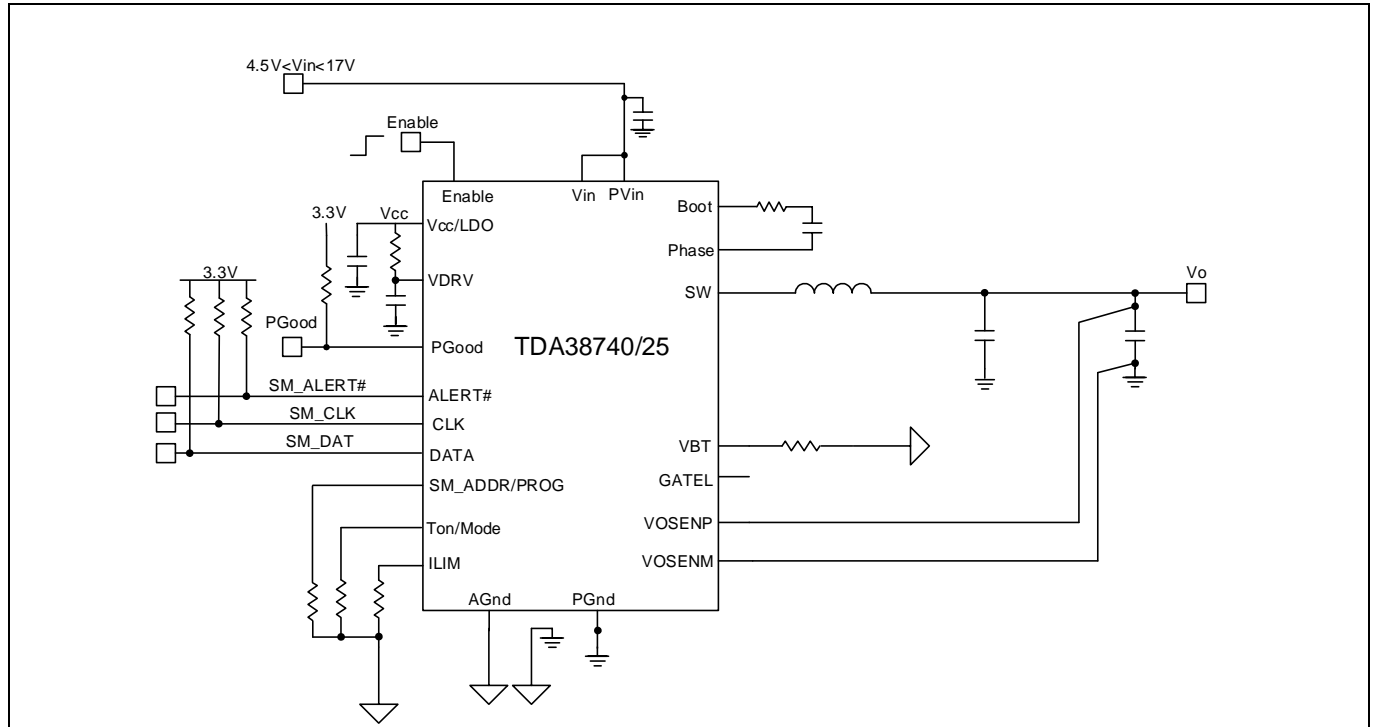 4.5V<Vin<17V
Enable
Enable
Vin
PVin
3.3V
Vcc
Vcc/LDO
Boot
Phase
3.3V
VDRV
SW
Vo
PGood
PGood
TDA38740/25
SM_ALERT#
ALERT#
SM_CLK
CLK
SM_DAT
DATA
VBT
SM_ADDR/PROG
GATEL
Ton/Mode
VOSENP
ILIM
VOSENM
AGnd
PGnd